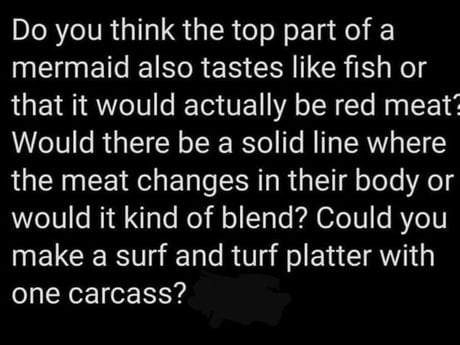 Do you think the top part of a
mermaid also tastes like fish or
that it would actually be red meat?
Would there be a solid line where
the meat changes in their body or
would it kind of blend? Could you
make a surf and turf platter with
one carcass?